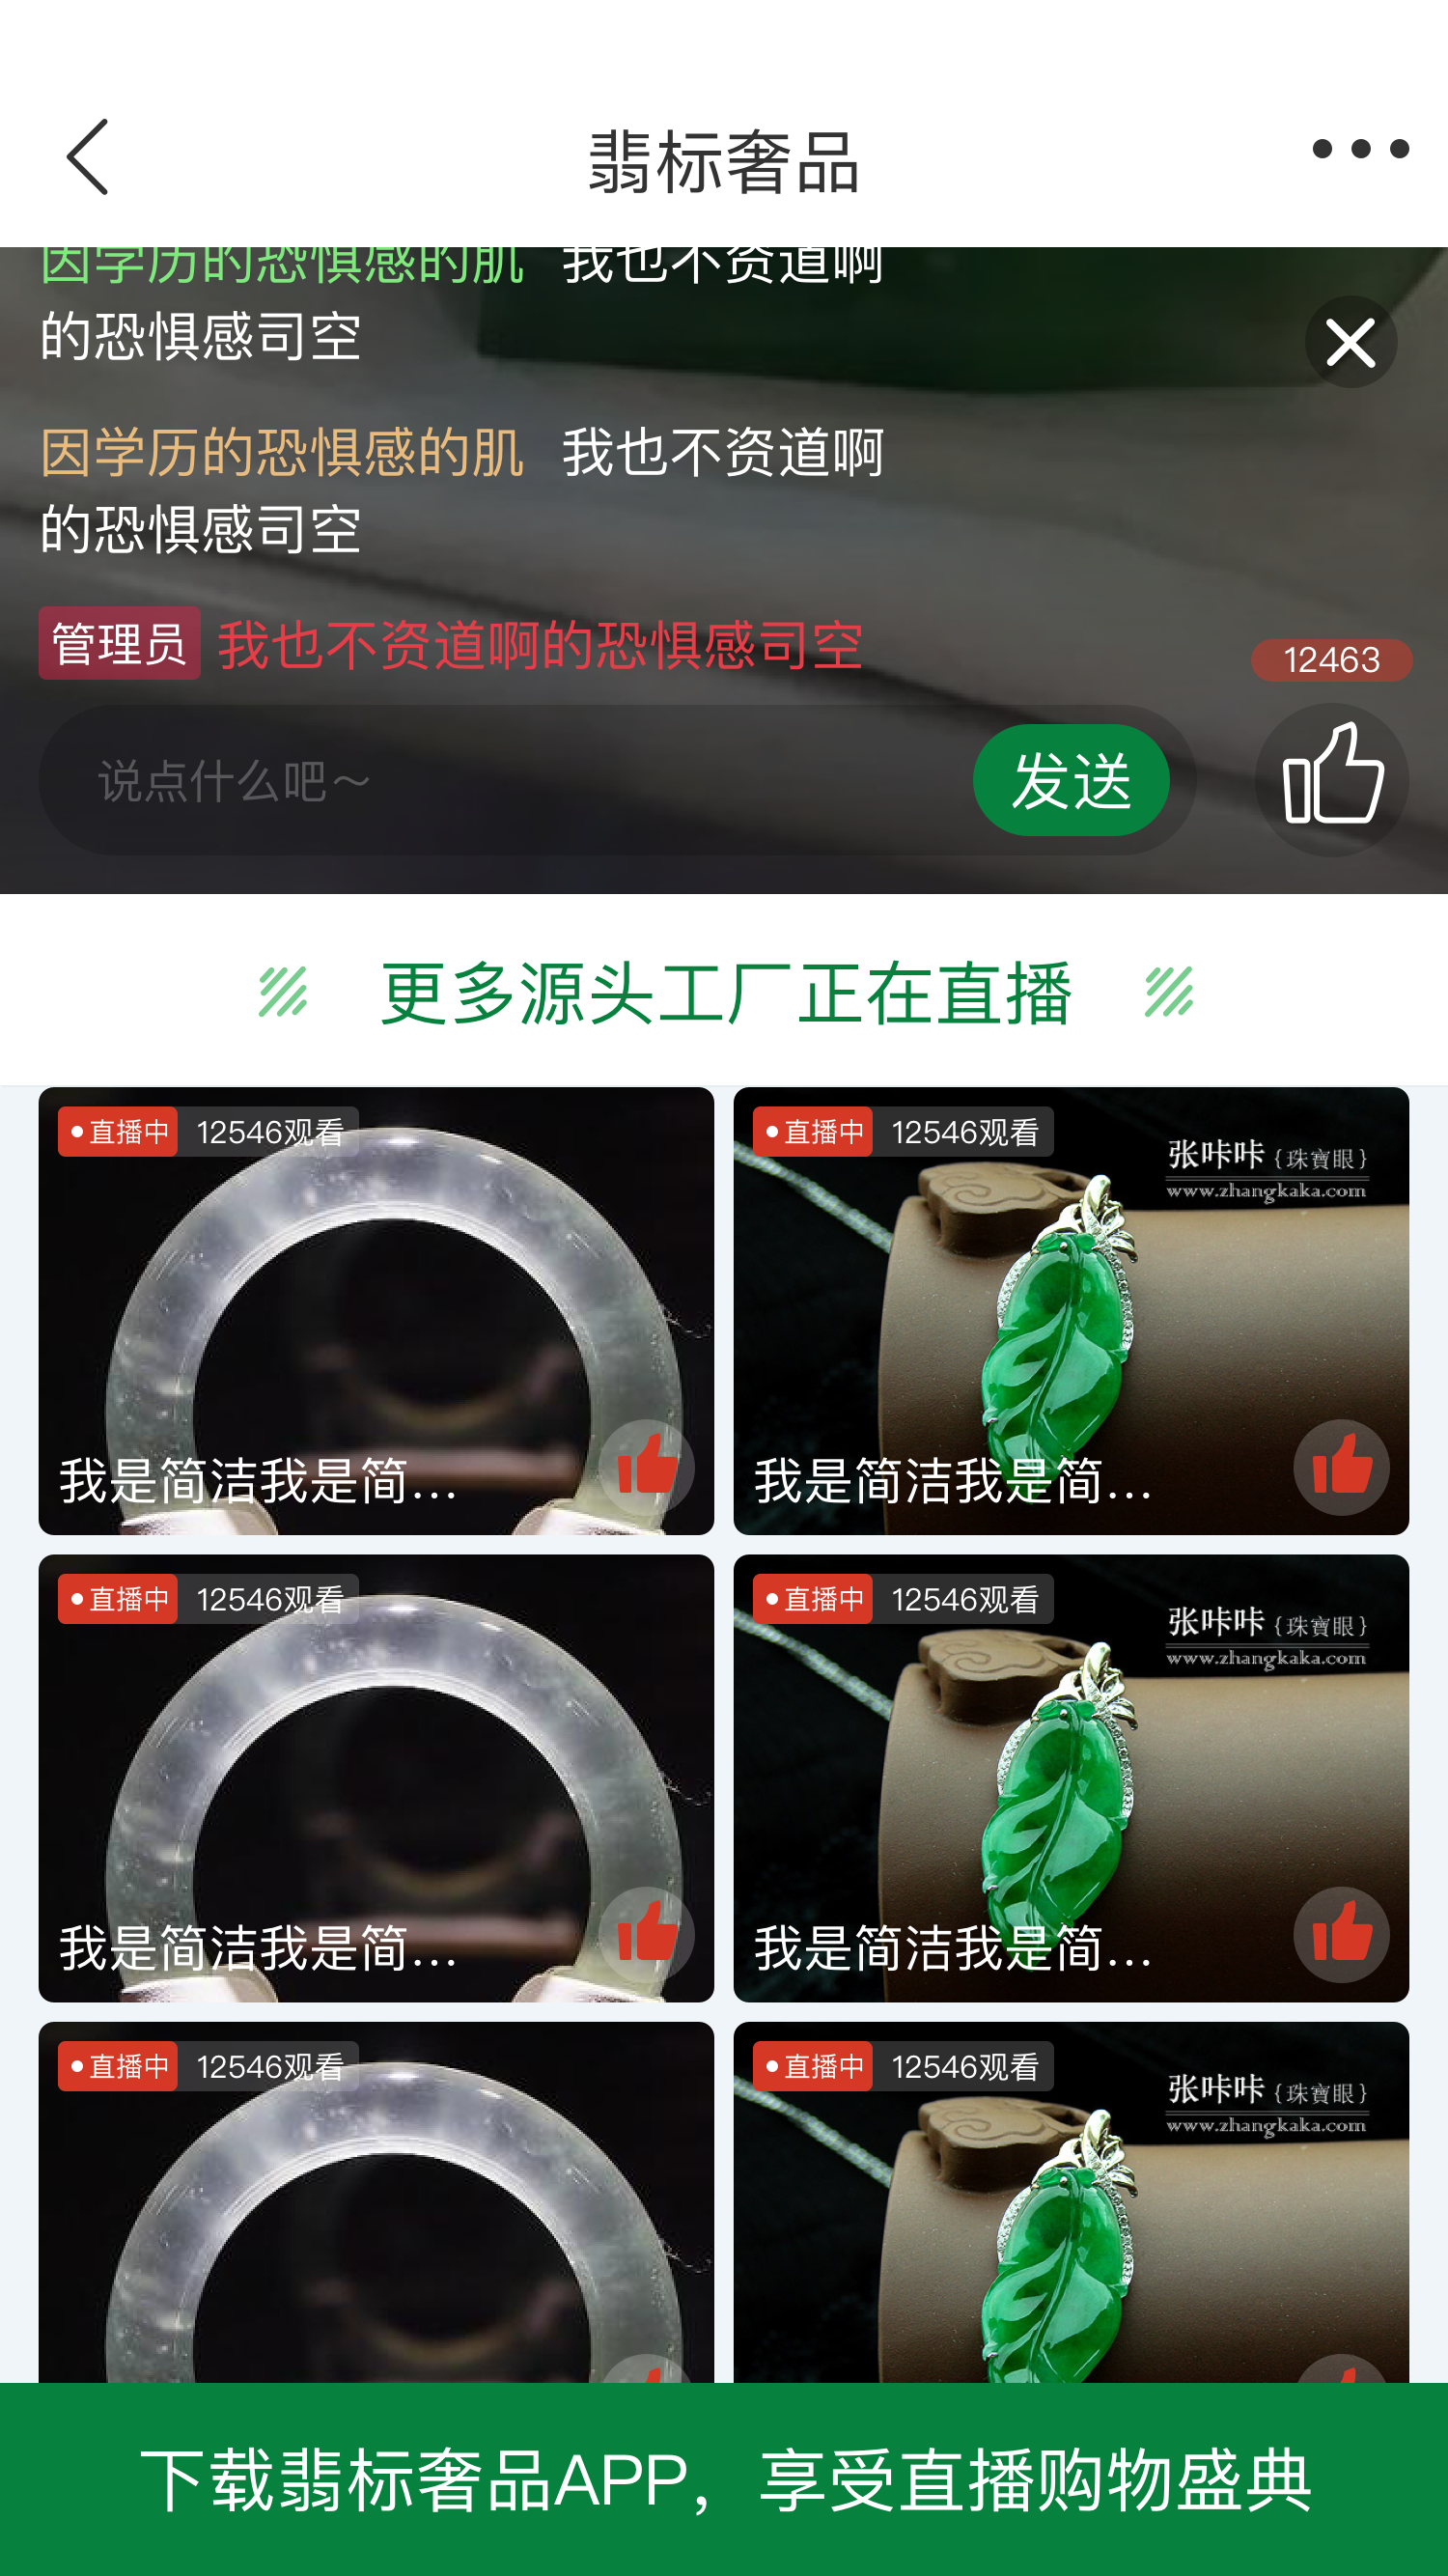 翡标奢品
因学历的恐惧感的肌 我也不资道啊
的恐惧感司空
因学历的恐惧感的肌 我也不资道啊
的恐惧感司空
管理员 我也不资道啊的恐惧感司空
12463
说点什么吧~
发送
更多源头工厂正在直播
直播中 12546观看
我是简洁我是简...
直播中 12546观看
张咔咔{珠寶眼}
www.zhangkaka.com
我是简洁我是简...
直播中 12546观看
我是简洁我是简...
直播中 12546观看
张咔咔{珠寶眼}
www.zhangkaka.com
我是简洁我是简...
直播中 12546观看
直播中 12546观看
张咔咔{珠寶眼}
www.zhangkaka.com
下载翡标奢品APP，享受直播购物盛典